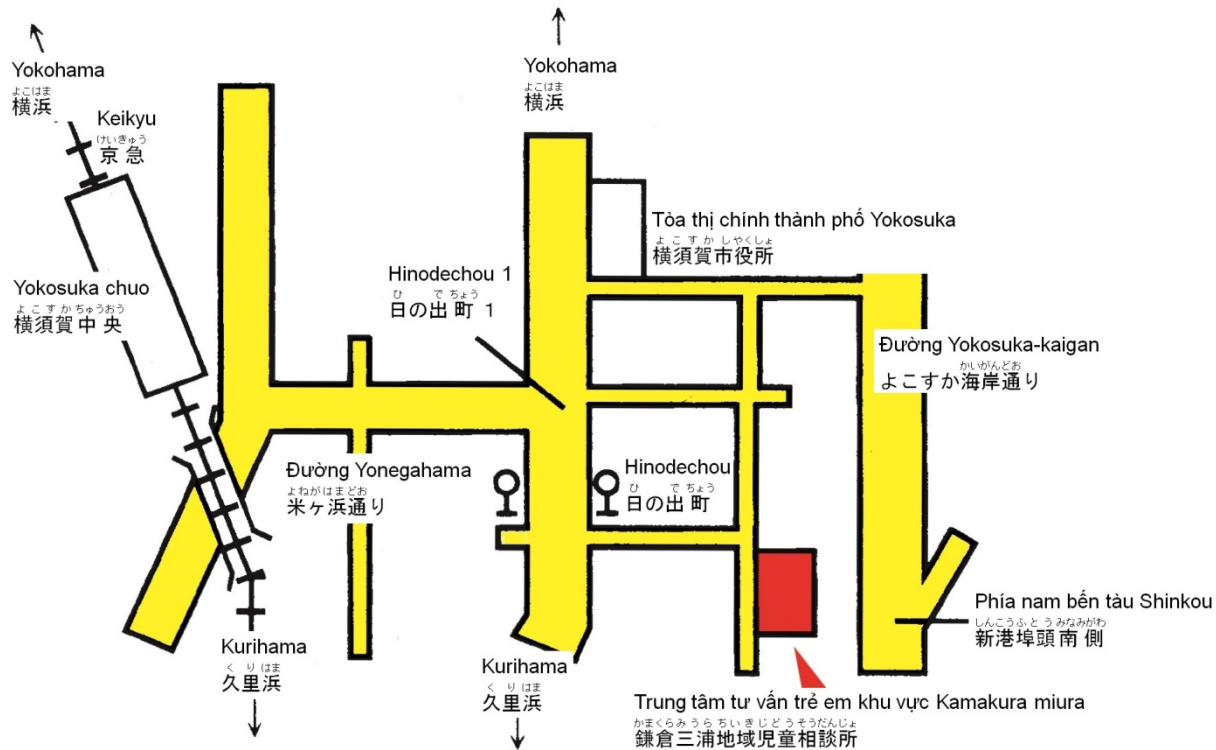 Yokohama
よこはま
横浜
Keikyu
けいきゅう
京急
Yokohama
よこはま
横浜
Tòa thị chính thành phố Yokosuka
よこすかしやくしょ
横須賀市役所
Yokosuka chuo
よこすかちゅうおう
横須賀中央
Hinodechou 1
ひでちょう
日の出町 1
Đường Yokosuka-kaigan
かいがんどお
よこすか海岸通り
Đường Yonegahama
よねがはまどお
米ヶ浜通り
Hinodechou
ひでちょう
日の出町
Phía nam bến tàu Shinkou
しんこうふとうみなみがわ
新港埠頭南側
Kurihama
くりはま
久里浜
Kurihama
くりはま
久里浜
Trung tâm tư vấn trẻ em khu vực Kamakura miura
かまくらみうらちいきじどうそうだんじょ
鎌倉三浦地域児童相談所